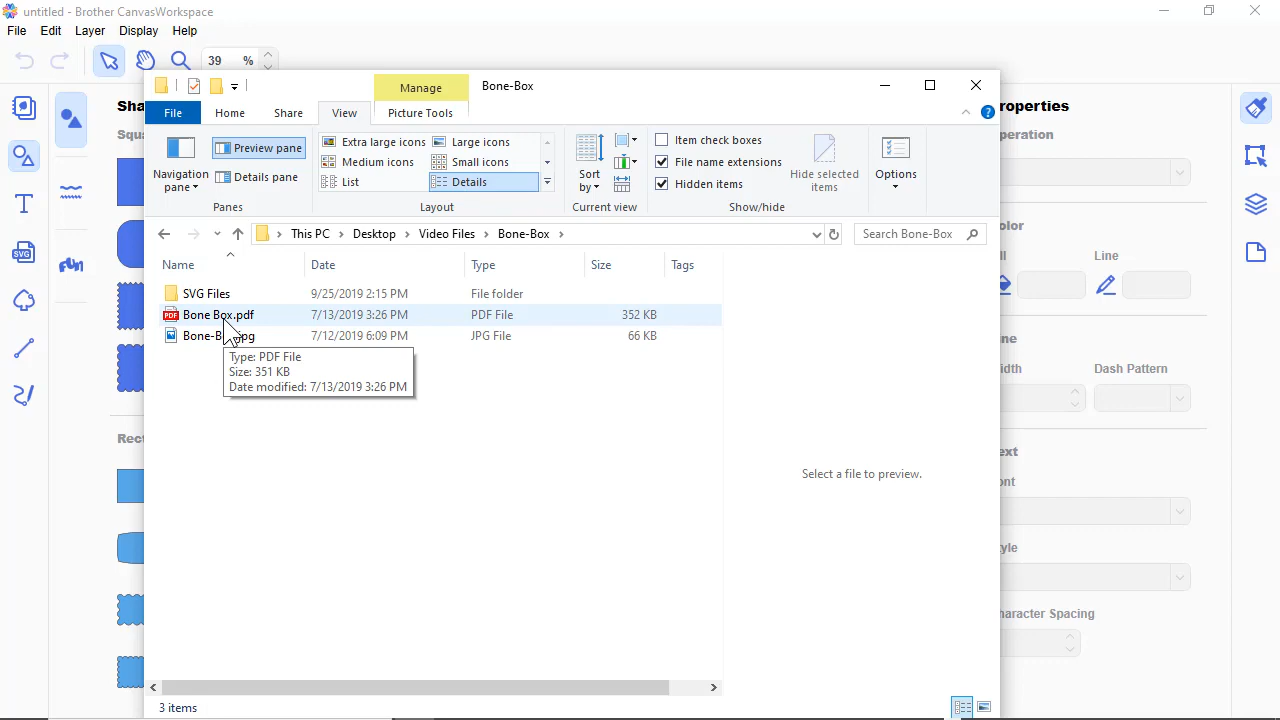 untitled - Brother CanvasWorkspace
File Edit Layer Display Help
39 %
Manage Bone-Box
File Home Share View Picture Tools
Navigation pane
Preview pane
Details pane
Panes
Extra large icons Large icons
Medium icons Small icons
List Details
Layout
Sort by
Current view
Item check boxes
File name extensions
Hidden items
Hide selected items
Show/hide
Options
This PC Desktop Video Files Bone-Box
Search Bone-Box
Name Date Type Size Tags
SVG Files 9/25/2019 2:15 PM File folder
PDF Bone Box.pdf 7/13/2019 3:26 PM PDF File 352 KB
7/12/2019 6:09 PM JPG File 66 KB
Type: PDF File
Size: 351 KB
Date modified: 7/13/2019 3:26 PM
Select a file to preview.
3 items
Sha
Squ
Rect
SVG
fun
roperties
peration
olor
ll Line
ine
idth Dash Pattern
ext
ont
tyle
haracter Spacing